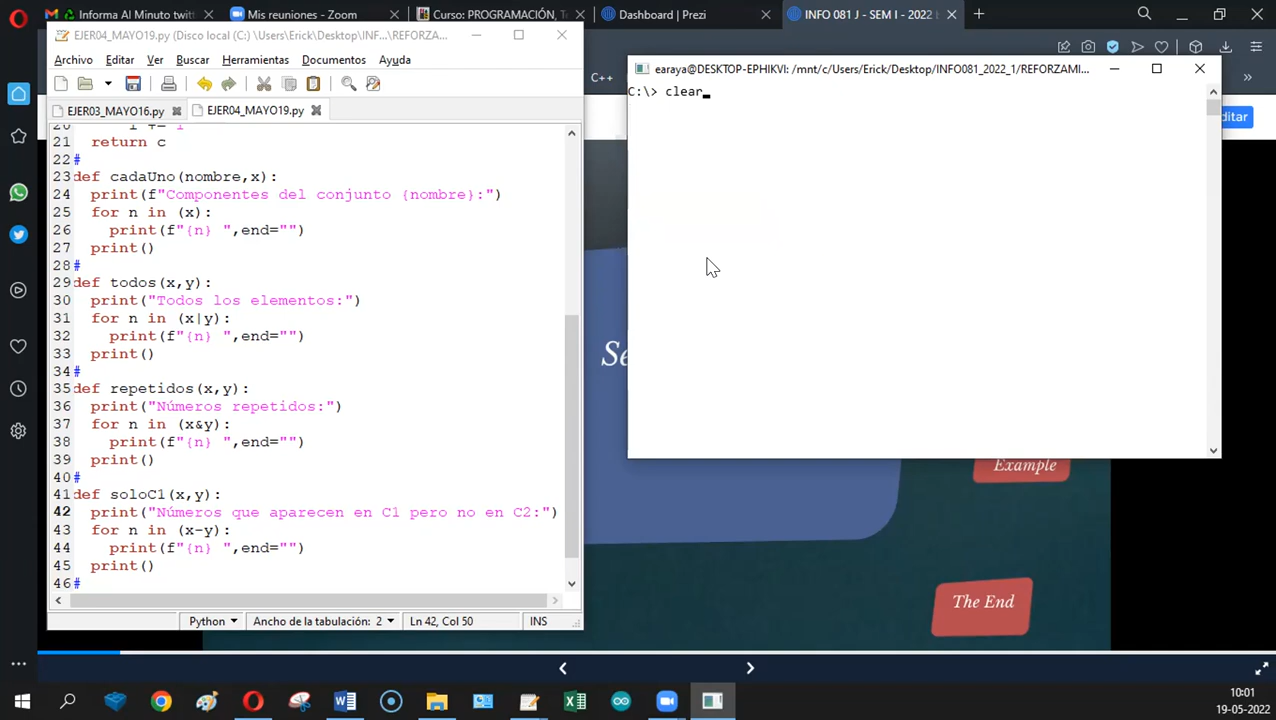 Informa Al Minuto twitt
Mis reuniones - Zoom
Curso: PROGRAMACIÓN, T
Dashboard | Prezi
INFO 081 J - SEM I - 2022
EJER04_MAYO19.py (Disco local (C:) \Users\Erick\Desktop\INF...\REFORZA...
Archivo Editar Ver Buscar Herramientas Documentos Ayuda
EJER03_MAYO16.py
EJER04_MAYO19.py
20 i += 1
21 return c
22 #
23 def cadaUno(nombre,x):
24 print(f"Componentes del conjunto {nombre}:")
25 for n in (x):
26 print(f"{n} ",end="")
27 print()
28 #
29 def todos(x,y):
30 print("Todos los elementos:")
31 for n in (x|y):
32 print(f"{n} ",end="")
33 print()
34 #
35 def repetidos(x,y):
36 print("Números repetidos:")
37 for n in (x&y):
38 print(f"{n} ",end="")
39 print()
40 #
41 def soloC1(x,y):
42 print("Números que aparecen en C1 pero no en C2:")
43 for n in (x-y):
44 print(f"{n} ",end="")
45 print()
46 #
Python Ancho de la tabulación: 2 Ln 42, Col 50 INS
C++
earaya@DESKTOP-EPHIKVI: /mnt/c/Users/Erick/Desktop/INFO081_2022_1/REFORZAMI...
C:\> clear
ditar
Se
Example
The End
10:01
19-05-2022